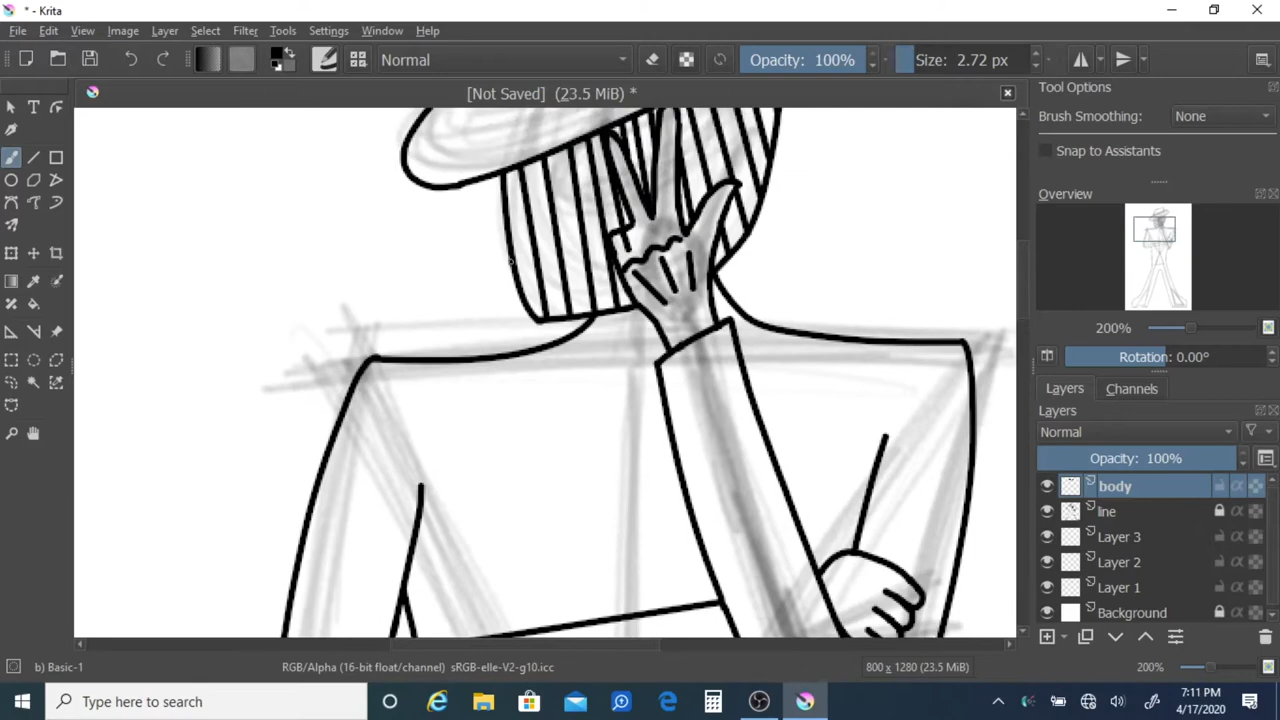 * - Krita
File Edit View Image Layer Select Filter Tools Settings Window Help
Normal Opacity: 100% Size: 2.72 px
[Not Saved] (23.5 MiB) *
Tool Options
Brush Smoothing: None
Snap to Assistants
Overview
200%
Rotation: 0.00°
Layers Channels
Layers
Normal
Opacity: 100%
body
line
Layer 3
Layer 2
Layer 1
Background
b) Basic-1 RGB/Alpha (16-bit float/channel) sRGB-elle-V2-g10.icc 800 x 1280 (23.5 MiB) 200%
Type here to search 7:11 PM
4/17/2020